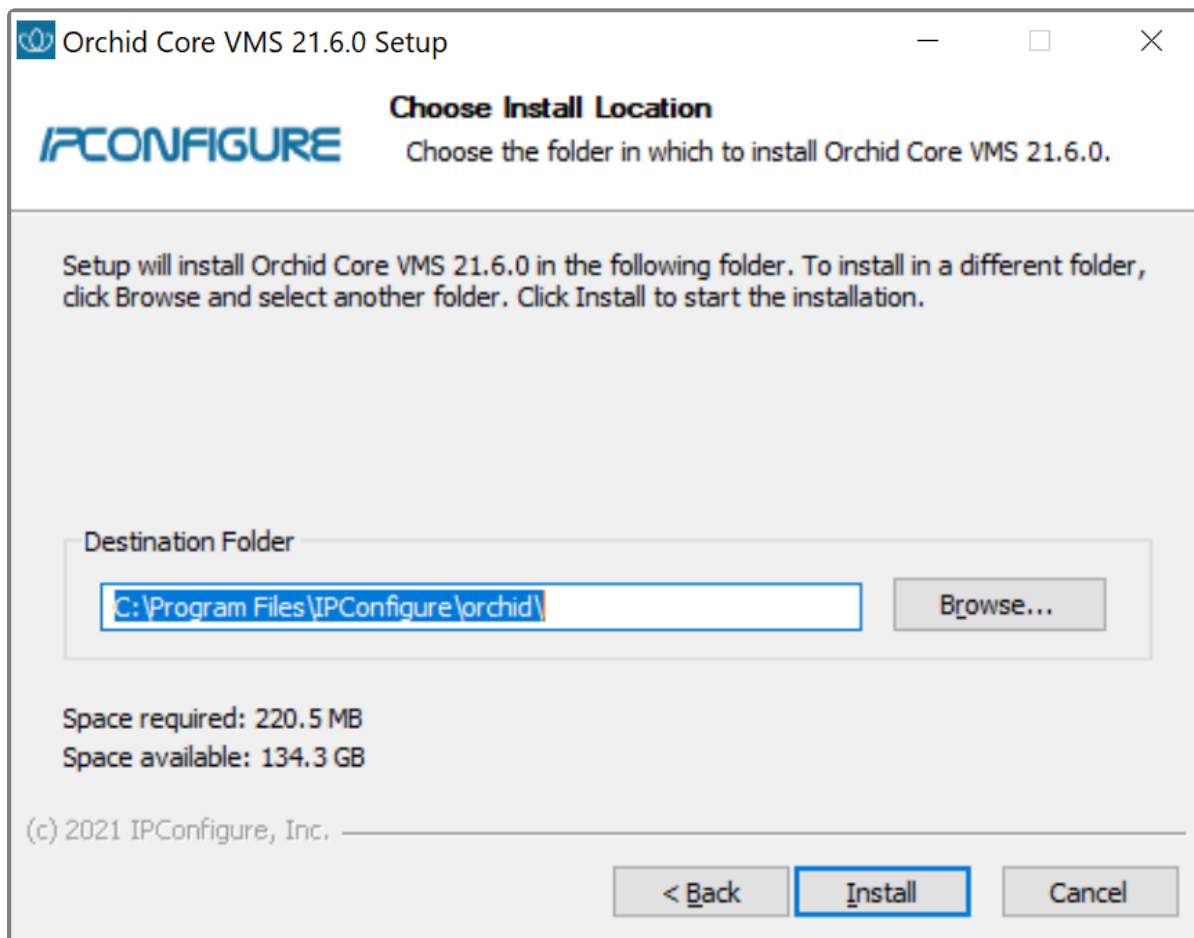 Orchid Core VMS 21.6.0 Setup
IPCONFIGURE
Choose Install Location
Choose the folder in which to install Orchid Core VMS 21.6.0.
Setup will install Orchid Core VMS 21.6.0 in the following folder. To install in a different folder,
click Browse and select another folder. Click Install to start the installation.
Destination Folder
C:\Program Files\IPConfigure\orchid\
Browse...
Space required: 220.5 MB
Space available: 134.3 GB
(c) 2021 IPConfigure, Inc.
< Back Install Cancel